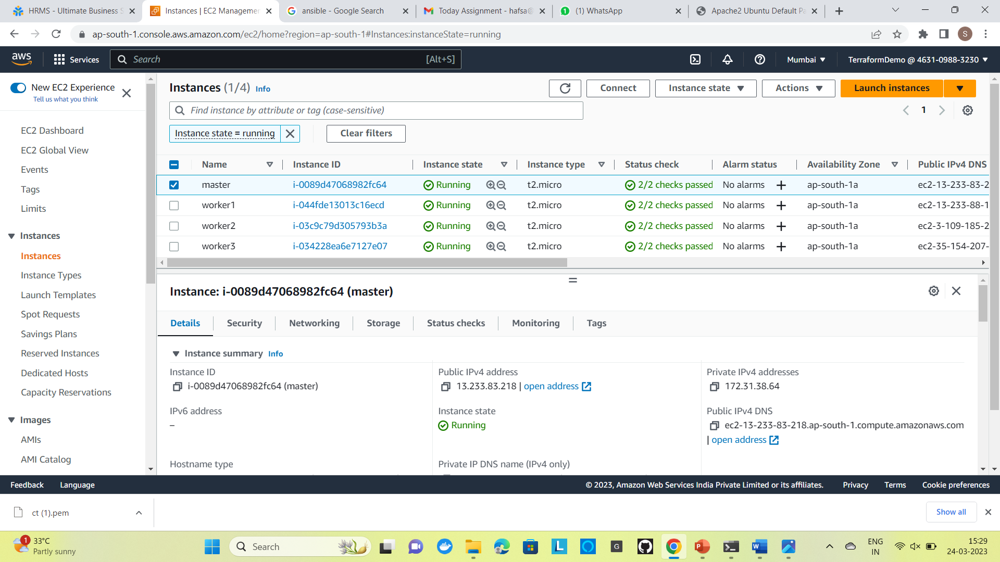 HRMS - Ultimate Business S
Instances | EC2 Managemen
ansible - Google Search
Today Assignment - hafsa@
(1) WhatsApp
Apache2 Ubuntu Default Pa
ap-south-1.console.aws.amazon.com/ec2/home?region=ap-south-1#Instances:instanceState=running
S
aws
Services
Search
[Alt+S]
Mumbai
TerraformDemo @ 4631-0988-3230
New EC2 Experience
Tell us what you think
EC2 Dashboard
EC2 Global View
Events
Tags
Limits
Instances
Instances
Instance Types
Launch Templates
Spot Requests
Savings Plans
Reserved Instances
Dedicated Hosts
Capacity Reservations
Images
AMIs
AMI Catalog
Instances (1/4) Info
Connect
Instance state
Actions
Launch instances
Find instance by attribute or tag (case-sensitive)
1
Instance state = running
Clear filters
Name Instance ID Instance state Instance type Status check Alarm status Availability Zone Public IPv4 DNS
master i-0089d47068982fc64 Running t2.micro 2/2 checks passed No alarms + ap-south-1a ec2-13-233-83-2
worker1 i-044fde13013c16ecd Running t2.micro 2/2 checks passed No alarms + ap-south-1a ec2-13-233-88-1
worker2 i-03c9c79d305793b3a Running t2.micro 2/2 checks passed No alarms + ap-south-1a ec2-3-109-185-2
worker3 i-034228ea6e7127e07 Running t2.micro 2/2 checks passed No alarms + ap-south-1a ec2-35-154-207-
Instance: i-0089d47068982fc64 (master)
Details Security Networking Storage Status checks Monitoring Tags
Instance summary Info
Instance ID
i-0089d47068982fc64 (master)
Public IPv4 address
13.233.83.218 | open address
Private IPv4 addresses
172.31.38.64
IPv6 address
–
Instance state
Running
Public IPv4 DNS
ec2-13-233-83-218.ap-south-1.compute.amazonaws.com
| open address
Hostname type
Private IP DNS name (IPv4 only)
Feedback Language
© 2023, Amazon Web Services India Private Limited or its affiliates. Privacy Terms Cookie preferences
ct (1).pem
Show all
1
33°C
Partly sunny
Search
L
G
P
W
ENG
IN
15:29
24-03-2023